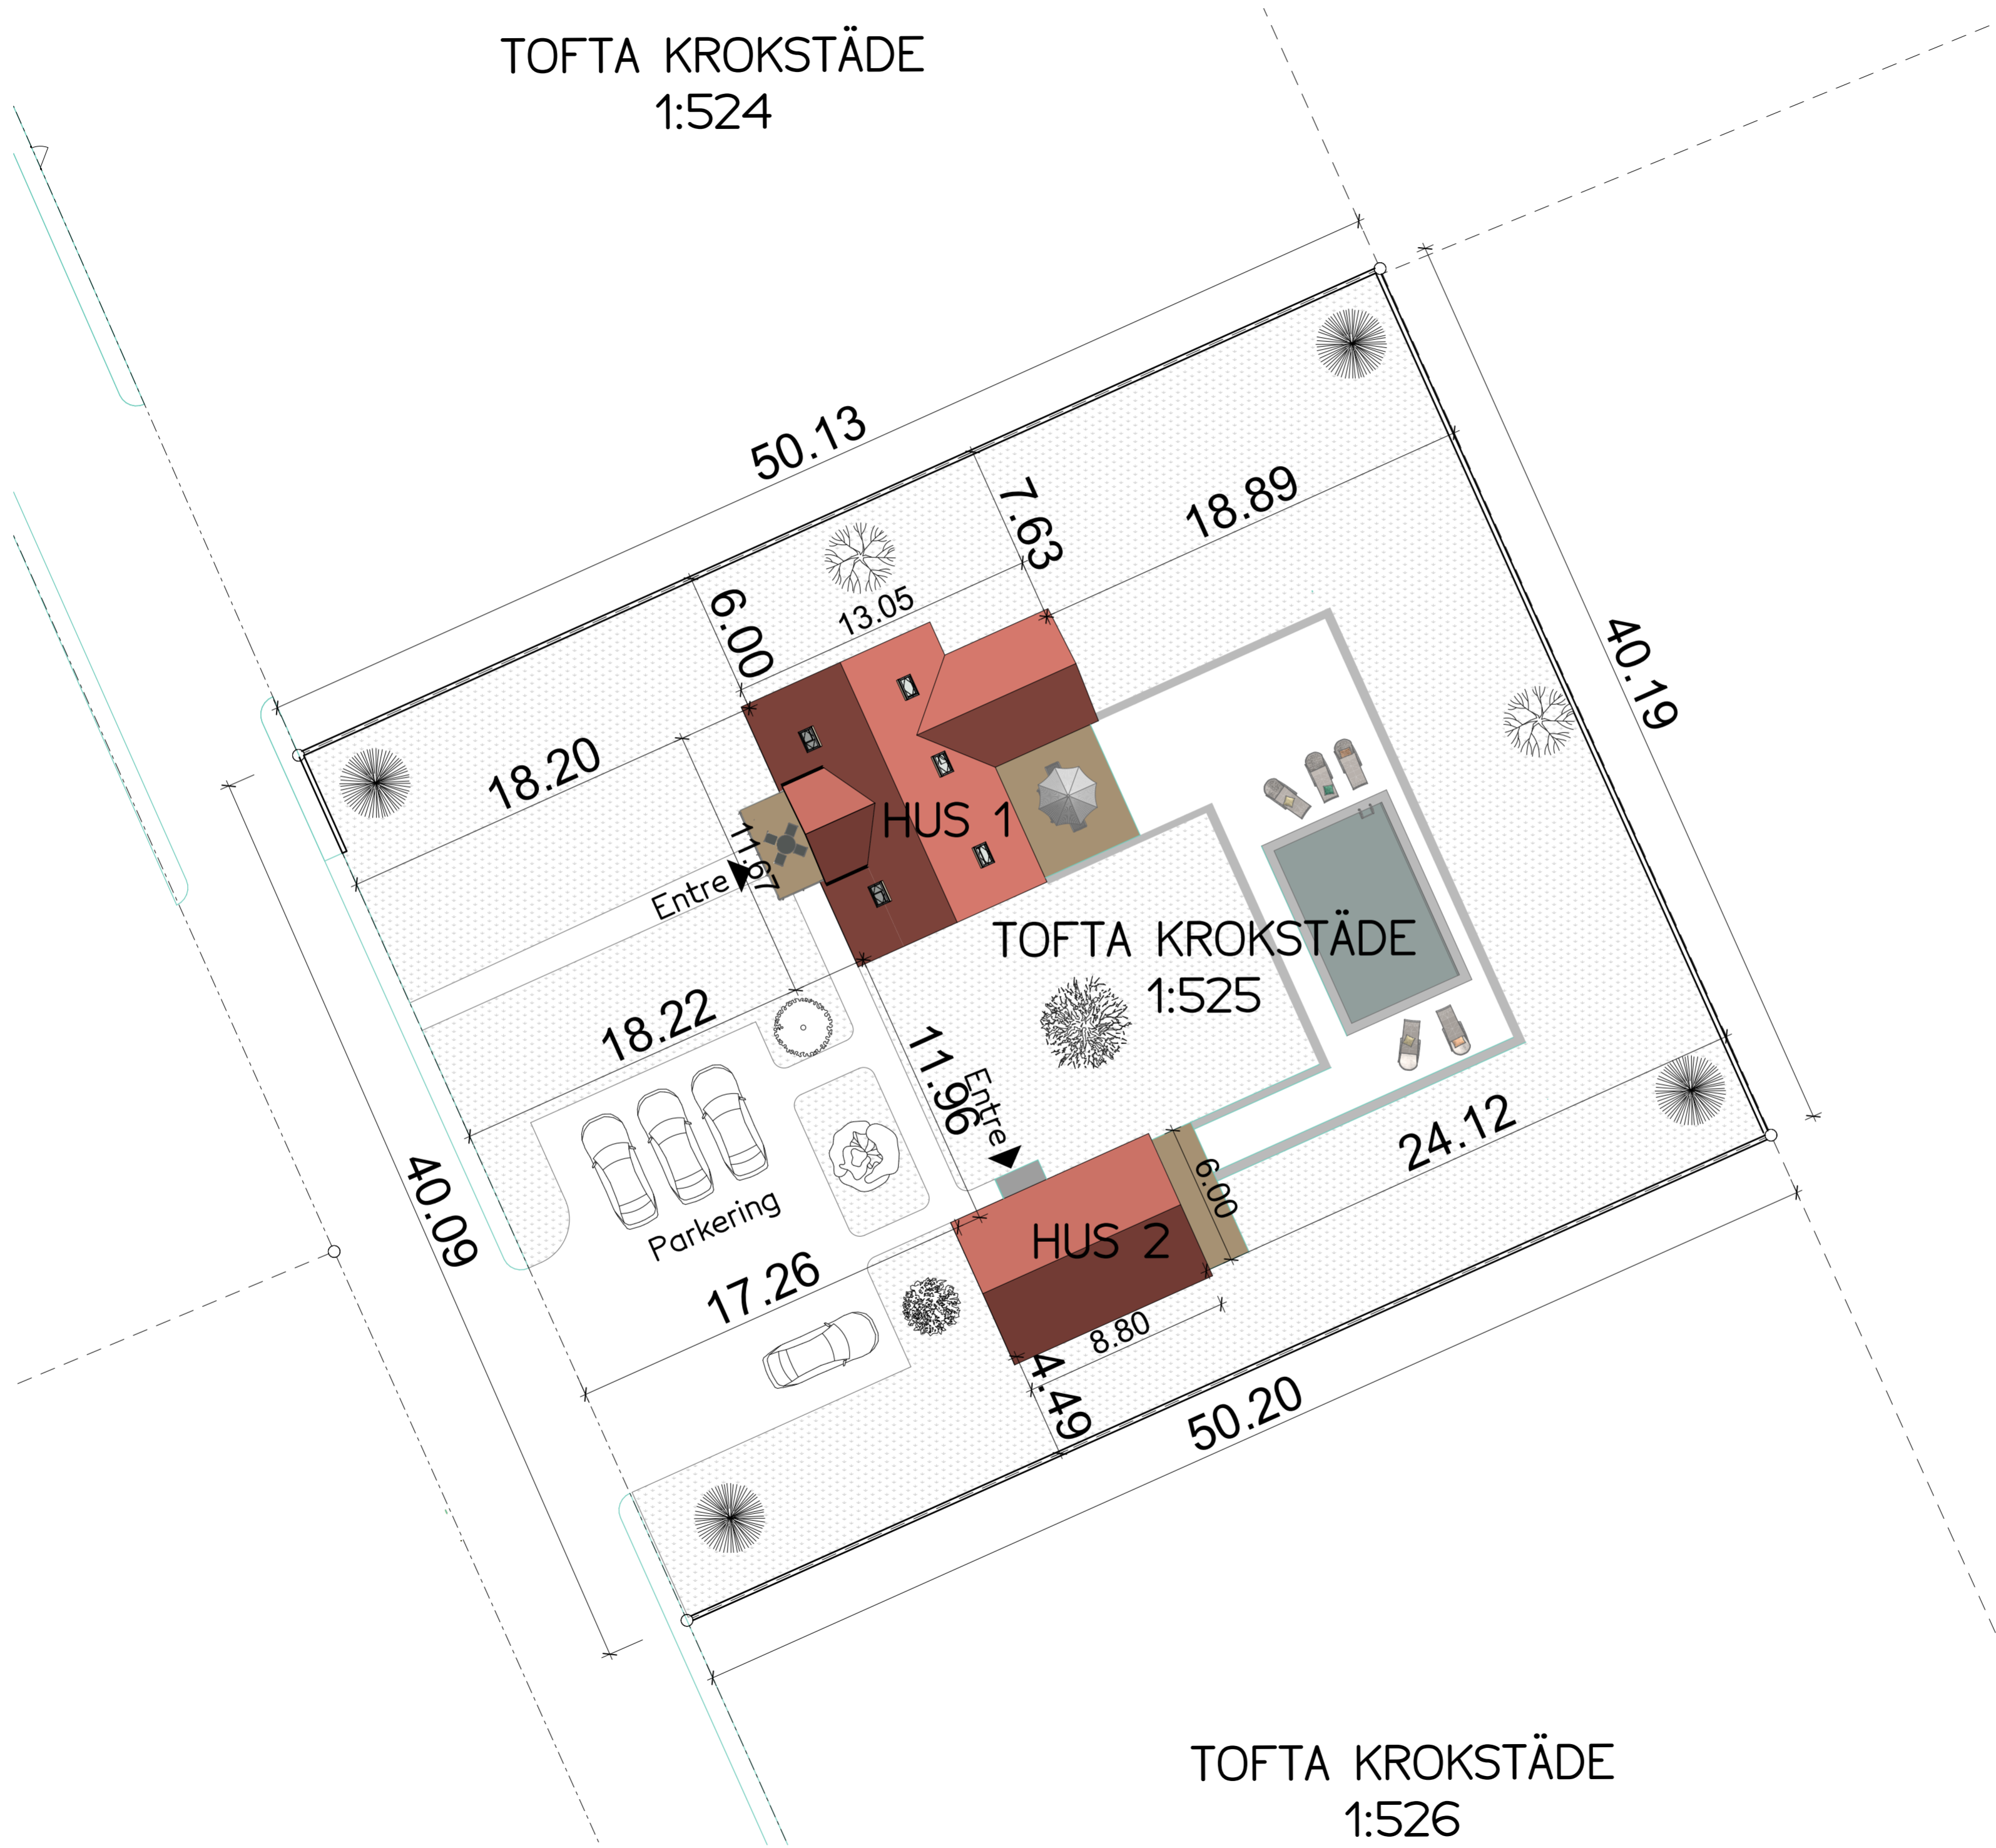 TOFTA KROKSTÄDE
1:524
50.13
7.63
18.89
6.00
13.05
40.19
18.20
HUS 1
11.67
Entre
TOFTA KROKSTÄDE
1:525
18.22
11.96
Entre
24.12
40.09
Parkering
6.00
HUS 2
17.26
8.80
4.49
50.20
TOFTA KROKSTÄDE
1:526